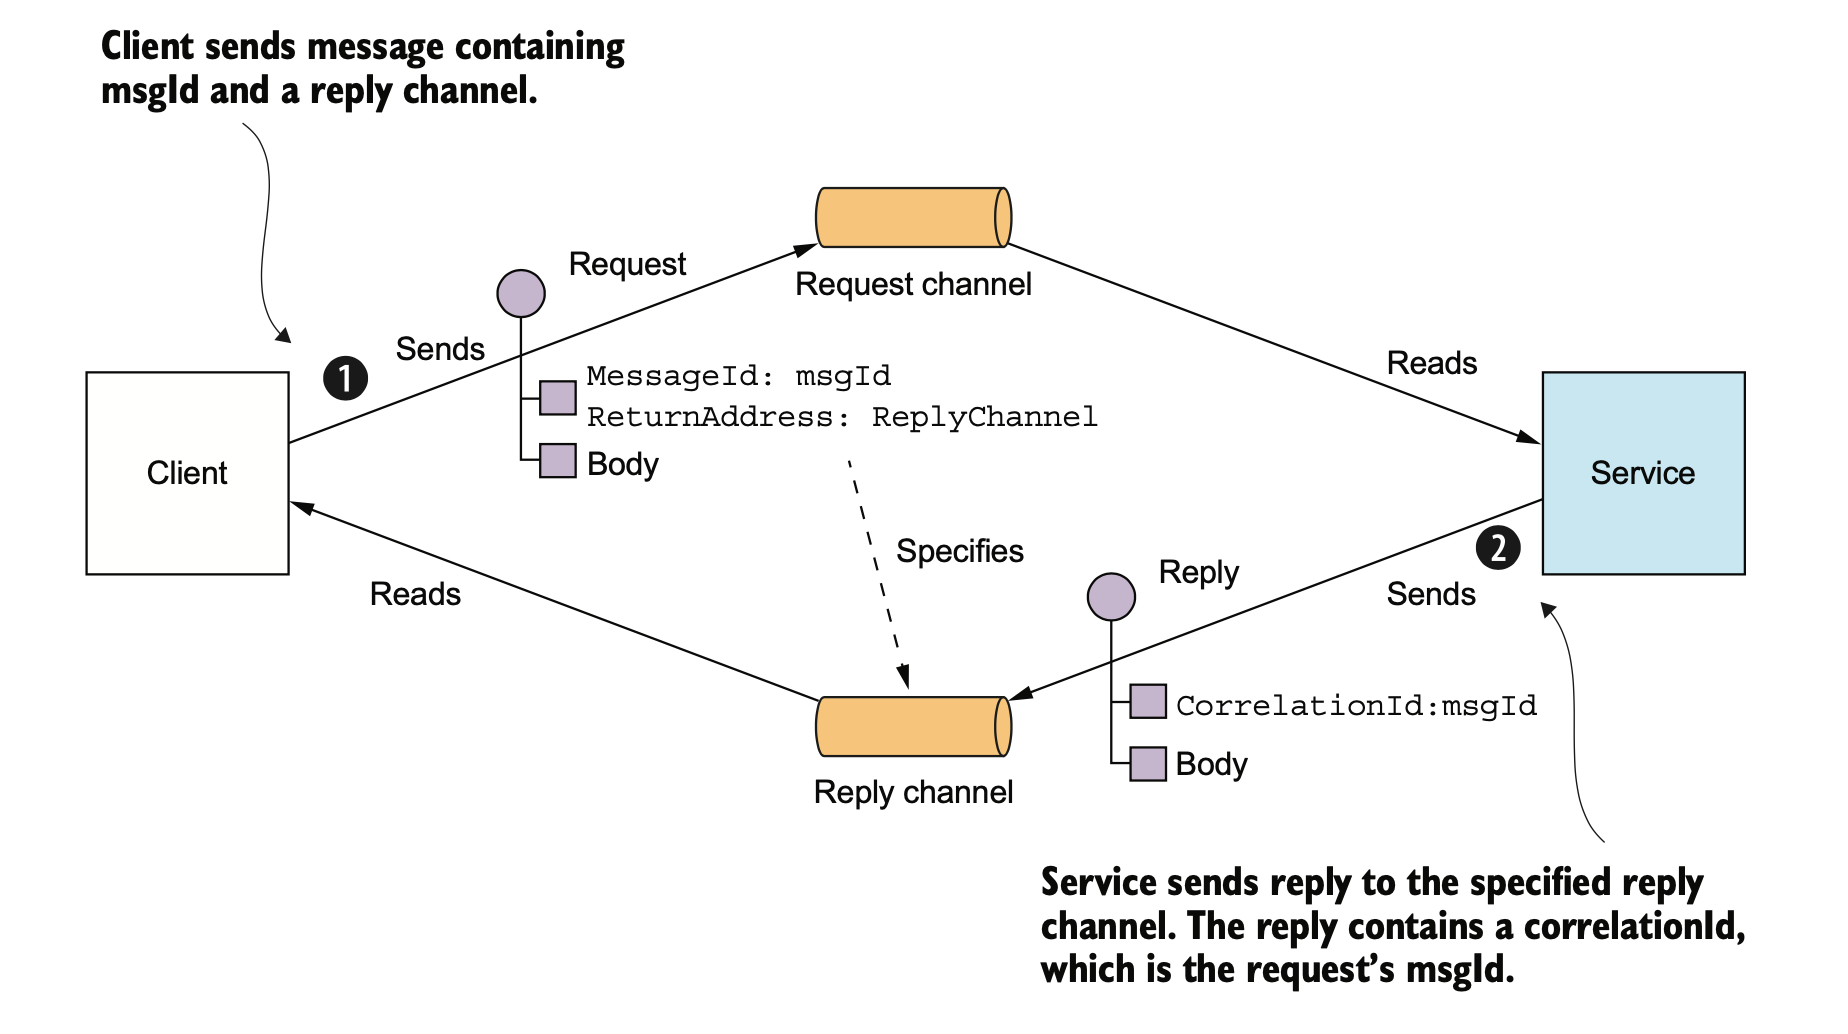 Client sends message containing
msgId and a reply channel.
Request
Request channel
Sends
1
MessageId: msgId
ReturnAddress: ReplyChannel
Body
Reads
Client
Service
Specifies
2
Reply
Sends
Reads
CorrelationId:msgId
Body
Reply channel
Service sends reply to the specified reply
channel. The reply contains a correlationId,
which is the request’s msgId.